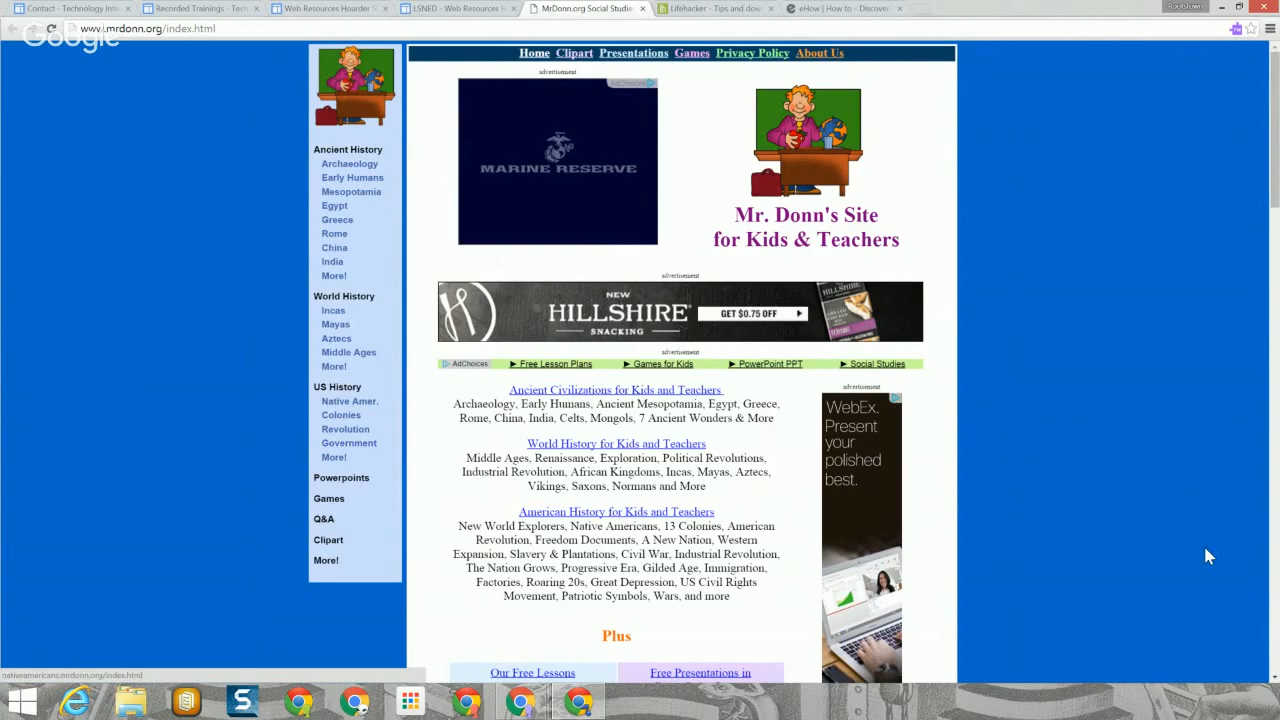 Contact - Technology Inte
Recorded Trainings - Tech
Web Resources Hoarder S
LSNED - Web Resources H
MrDonn.org Social Studies
Lifehacker - Tips and dow
eHow | How to - Discover
Rootstown
www.mrdonn.org/index.html
Google
Home Clipart Presentations Games Privacy Policy About Us
advertisement
AdChoices
MARINE RESERVE
Mr. Donn's Site
for Kids & Teachers
Ancient History
Archaeology
Early Humans
Mesopotamia
Egypt
Greece
Rome
China
India
More!
World History
Incas
Mayas
Aztecs
Middle Ages
More!
US History
Native Amer.
Colonies
Revolution
Government
More!
Powerpoints
Games
Q&A
Clipart
More!
advertisement
NEW
HILLSHIRE
SNACKING
GET $0.75 OFF
advertisement
AdChoices ► Free Lesson Plans ► Games for Kids ► PowerPoint PPT ► Social Studies
Ancient Civilizations for Kids and Teachers
Archaeology, Early Humans, Ancient Mesopotamia, Egypt, Greece,
Rome, China, India, Celts, Mongols, 7 Ancient Wonders & More
World History for Kids and Teachers
Middle Ages, Renaissance, Exploration, Political Revolutions,
Industrial Revolution, African Kingdoms, Incas, Mayas, Aztecs,
Vikings, Saxons, Normans and More
American History for Kids and Teachers
New World Explorers, Native Americans, 13 Colonies, American
Revolution, Freedom Documents, A New Nation, Western
Expansion, Slavery & Plantations, Civil War, Industrial Revolution,
The Nation Grows, Progressive Era, Gilded Age, Immigration,
Factories, Roaring 20s, Great Depression, US Civil Rights
Movement, Patriotic Symbols, Wars, and more
Plus
Our Free Lessons
Free Presentations in
advertisement
WebEx.
Present
your
polished
best.
nativeamericans.mrdonn.org/index.html